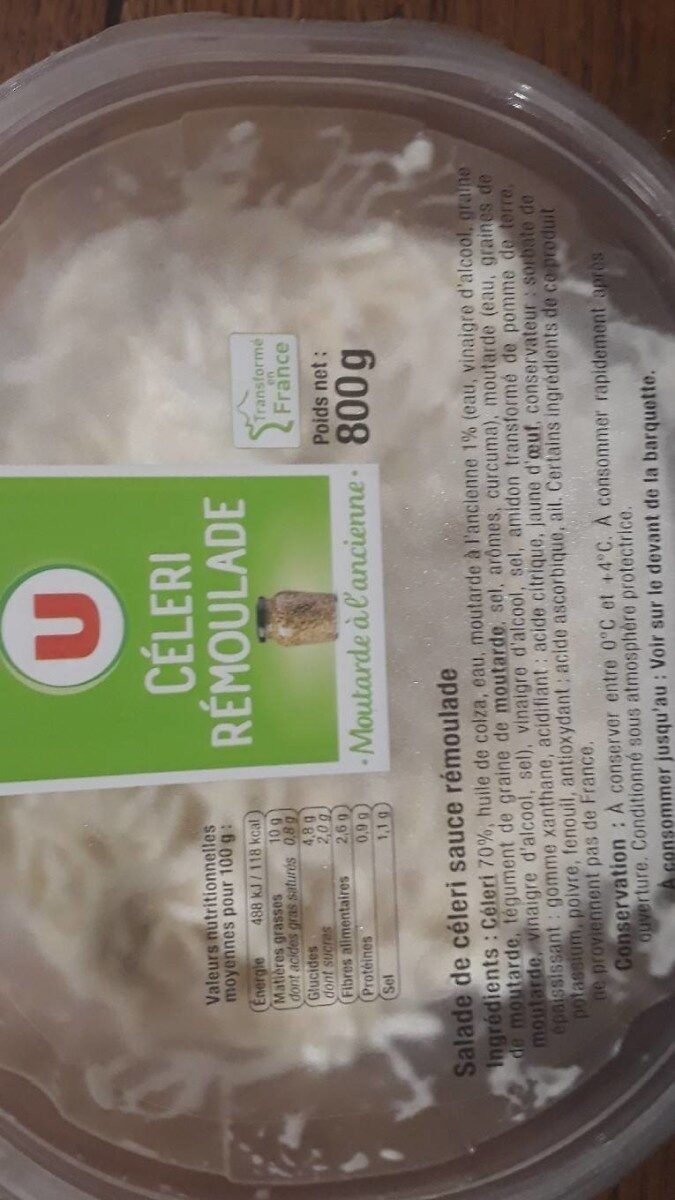 U
CÉLERI
RÉMOULADE
• Moutarde à l'ancienne •
Transformé
en
France
Poids net :
800 g
Valeurs nutritionnelles
moyennes pour 100 g :
Énergie 488 kJ / 118 kcal
Matières grasses 10 g
dont acides gras saturés 0,8 g
Glucides 4,8 g
dont sucres 2,0 g
Fibres alimentaires 2,6 g
Protéines 0,9 g
Sel 1,1 g
Salade de céleri sauce rémoulade
Ingrédients : Céleri 70%, huile de colza, eau, moutarde à l'ancienne 1% (eau, vinaigre d'alcool, graine
de moutarde, tégument de graine de moutarde, sel, arômes, curcuma), moutarde (eau, graines de
moutarde, vinaigre d'alcool, sel), vinaigre d'alcool, sel, amidon transformé de pomme de terre,
épaississant : gomme xanthane, acidifiant : acide citrique, jaune d'œuf, conservateur : sorbate de
potassium, poivre, fenouil, antioxydant : acide ascorbique, ail. Certains ingrédients de ce produit
ne proviennent pas de France.
Conservation : À conserver entre 0°C et +4°C. À consommer rapidement après
ouverture. Conditionné sous atmosphère protectrice.
À consommer jusqu'au : Voir sur le devant de la barquette.